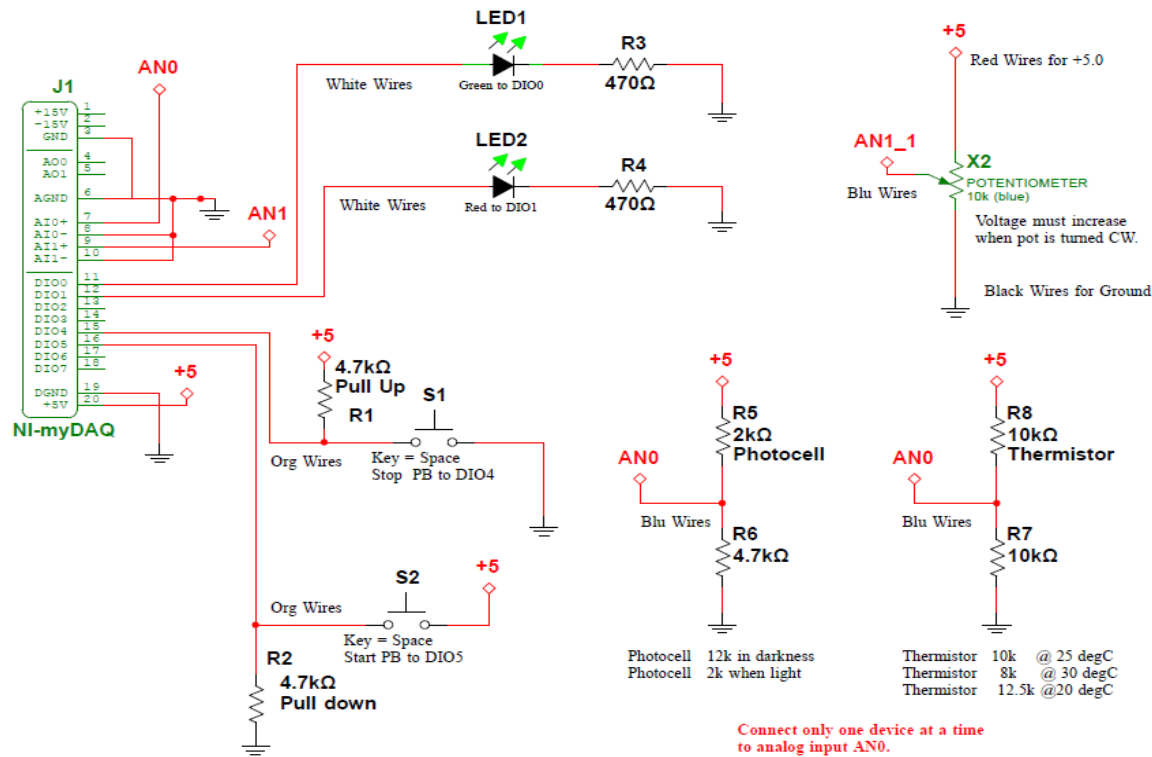 LED1
Green to DIO0
White Wires
R3
470Ω
LED2
Red to DIO1
White Wires
R4
470Ω
+5
Red Wires for +5.0
AN1_1
Blu Wires
X2
POTENTIOMETER
10k (blue)
Voltage must increase
when pot is turned CW.
Black Wires for Ground
AN0
AN1
J1
+15V 1
-15V 2
GND 3
AO0 4
AO1 5
AGND 6
AI0+ 7
AI0- 8
AI1+ 9
AI1- 10
DIO0 11
DIO1 12
DIO2 13
DIO3 14
DIO4 15
DIO5 16
DIO6 17
DIO7 18
DGND 19
+5V 20
NI-myDAQ
+5
+5
4.7kΩ
Pull Up
R1
S1
Org Wires
Key = Space
Stop PB to DIO4
+5
S2
Org Wires
Key = Space
Start PB to DIO5
R2
4.7kΩ
Pull down
+5
R5
2kΩ
Photocell
AN0
Blu Wires
R6
4.7kΩ
Photocell 12k in darkness
Photocell 2k when light
+5
R8
10kΩ
Thermistor
AN0
Blu Wires
R7
10kΩ
Thermistor 10k @ 25 degC
Thermistor 8k @ 30 degC
Thermistor 12.5k @20 degC
Connect only one device at a time
to analog input AN0.